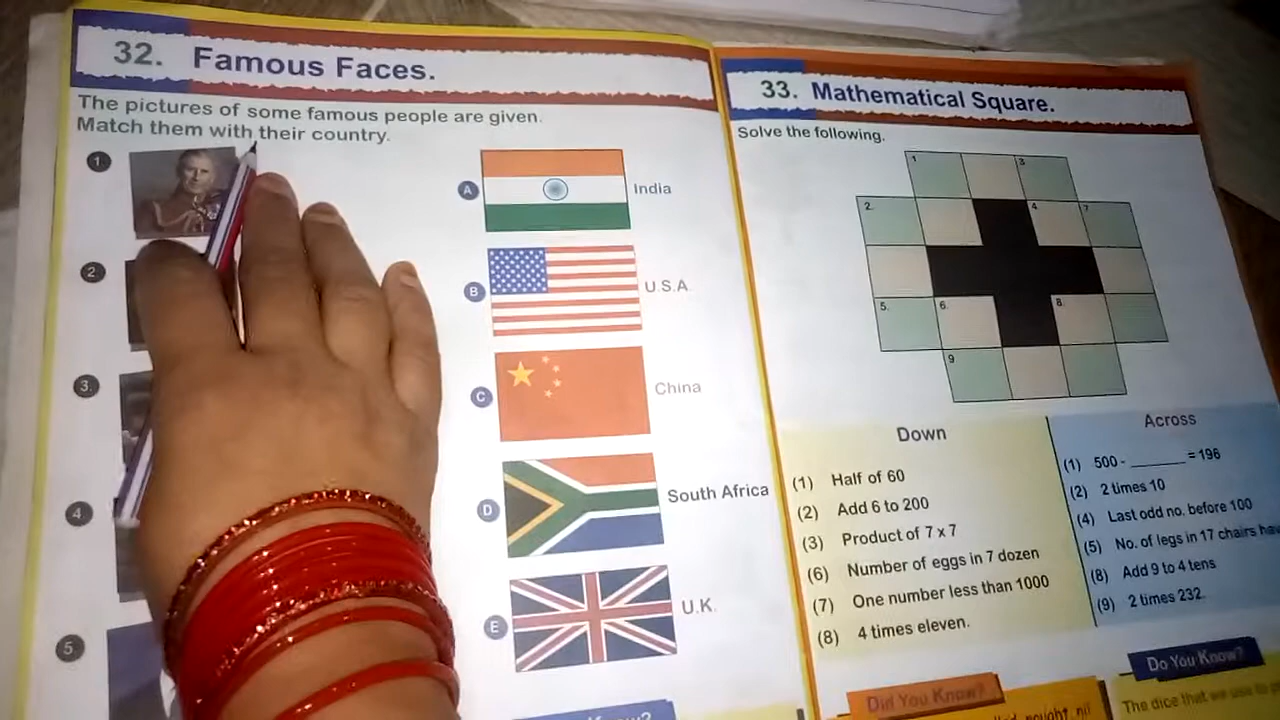 32. Famous Faces.
The pictures of some famous people are given.
Match them with their country.
1
2.
3.
4
5.
A India
B U.S.A.
C China
D South Africa
E U.K.
33. Mathematical Square.
Solve the following.
1 3
2. 4. 7
5. 6. 8.
9
Down
(1) Half of 60
(2) Add 6 to 200
(3) Product of 7 x 7
(6) Number of eggs in 7 dozen
(7) One number less than 1000
(8) 4 times eleven.
Across
(1) 500 - ______ = 196
(2) 2 times 10
(4) Last odd no. before 100
(5) No. of legs in 17 chairs
(8) Add 9 to 4 tens
(9) 2 times 232.
Know?
Did You Know?
nought, nil
Do You Know?
The dice that we use to